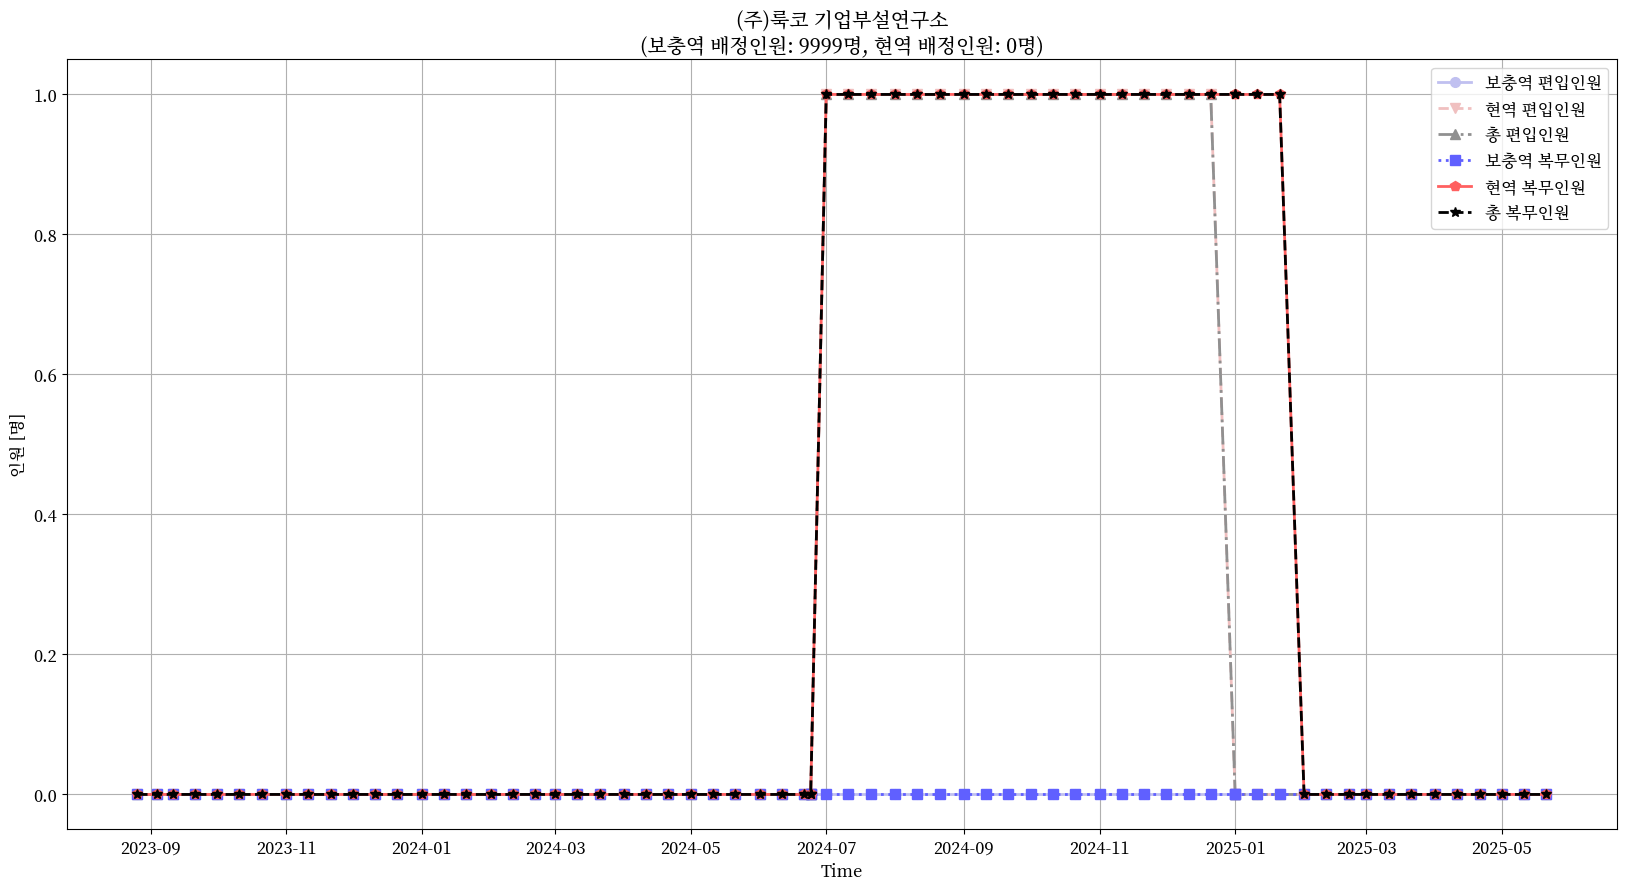 (주)룩코 기업부설연구소
(보충역 배정인원: 9999명, 현역 배정인원: 0명)
보충역 편입인원
현역 편입인원
총 편입인원
보충역 복무인원
현역 복무인원
총 복무인원
1.0
0.8
0.6
0.4
0.2
0.0
인원 [명]
2023-09
2023-11
2024-01
2024-03
2024-05
2024-07
2024-09
2024-11
2025-01
2025-03
2025-05
Time